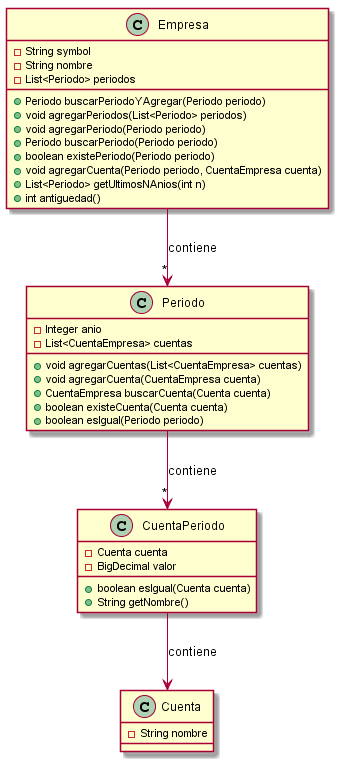 C Empresa
String symbol
String nombre
List<Periodo> periodos
Periodo buscarPeriodoYAgregar(Periodo periodo)
void agregarPeriodos(List<Periodo> periodos)
void agregarPeriodo(Periodo periodo)
Periodo buscarPeriodo(Periodo periodo)
boolean existePeriodo(Periodo periodo)
void agregarCuenta(Periodo periodo, CuentaEmpresa cuenta)
List<Periodo> getUltimosNAnios(int n)
int antiguedad()
contiene
*
C Periodo
Integer anio
List<CuentaEmpresa> cuentas
void agregarCuentas(List<CuentaEmpresa> cuentas)
void agregarCuenta(CuentaEmpresa cuenta)
CuentaEmpresa buscarCuenta(Cuenta cuenta)
boolean existeCuenta(Cuenta cuenta)
boolean esIgual(Periodo periodo)
contiene
*
C CuentaPeriodo
Cuenta cuenta
BigDecimal valor
boolean esIgual(Cuenta cuenta)
String getNombre()
contiene
C Cuenta
String nombre